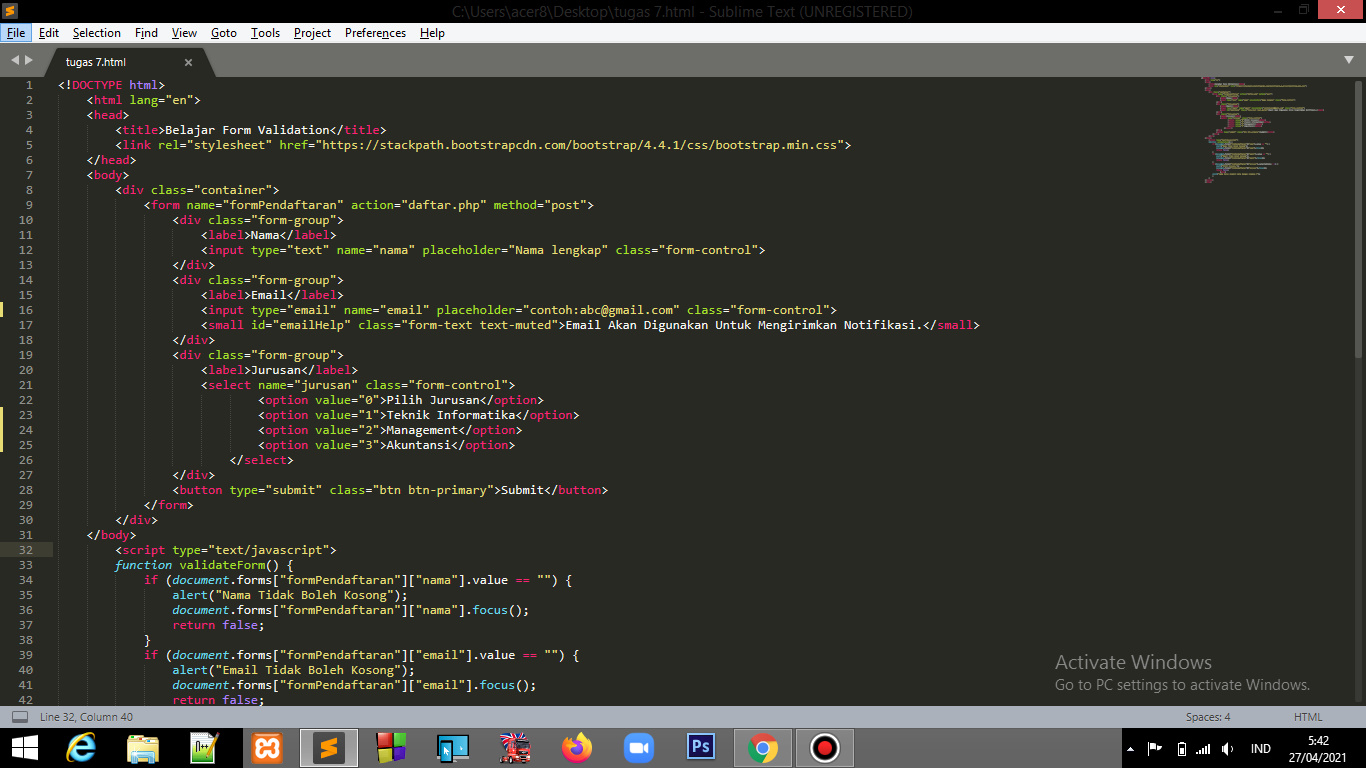 C:\Users\acer8\Desktop\tugas 7.html - Sublime Text (UNREGISTERED)
File Edit Selection Find View Goto Tools Project Preferences Help
tugas 7.html
1 <!DOCTYPE html>
2 <html lang="en">
3 <head>
4 <title>Belajar Form Validation</title>
5 <link rel="stylesheet" href="https://stackpath.bootstrapcdn.com/bootstrap/4.4.1/css/bootstrap.min.css">
6 </head>
7 <body>
8 <div class="container">
9 <form name="formPendaftaran" action="daftar.php" method="post">
10 <div class="form-group">
11 <label>Nama</label>
12 <input type="text" name="nama" placeholder="Nama lengkap" class="form-control">
13 </div>
14 <div class="form-group">
15 <label>Email</label>
16 <input type="email" name="email" placeholder="contoh:abc@gmail.com" class="form-control">
17 <small id="emailHelp" class="form-text text-muted">Email Akan Digunakan Untuk Mengirimkan Notifikasi.</small>
18 </div>
19 <div class="form-group">
20 <label>Jurusan</label>
21 <select name="jurusan" class="form-control">
22 <option value="0">Pilih Jurusan</option>
23 <option value="1">Teknik Informatika</option>
24 <option value="2">Management</option>
25 <option value="3">Akuntansi</option>
26 </select>
27 </div>
28 <button type="submit" class="btn btn-primary">Submit</button>
29 </form>
30 </div>
31 </body>
32 <script type="text/javascript">
33 function validateForm() {
34 if (document.forms["formPendaftaran"]["nama"].value == "") {
35 alert("Nama Tidak Boleh Kosong");
36 document.forms["formPendaftaran"]["nama"].focus();
37 return false;
38 }
39 if (document.forms["formPendaftaran"]["email"].value == "") {
40 alert("Email Tidak Boleh Kosong");
41 document.forms["formPendaftaran"]["email"].focus();
42 return false;
Activate Windows
Go to PC settings to activate Windows.
Line 32, Column 40 Spaces: 4 HTML
Ps
IND
5:42
27/04/2021